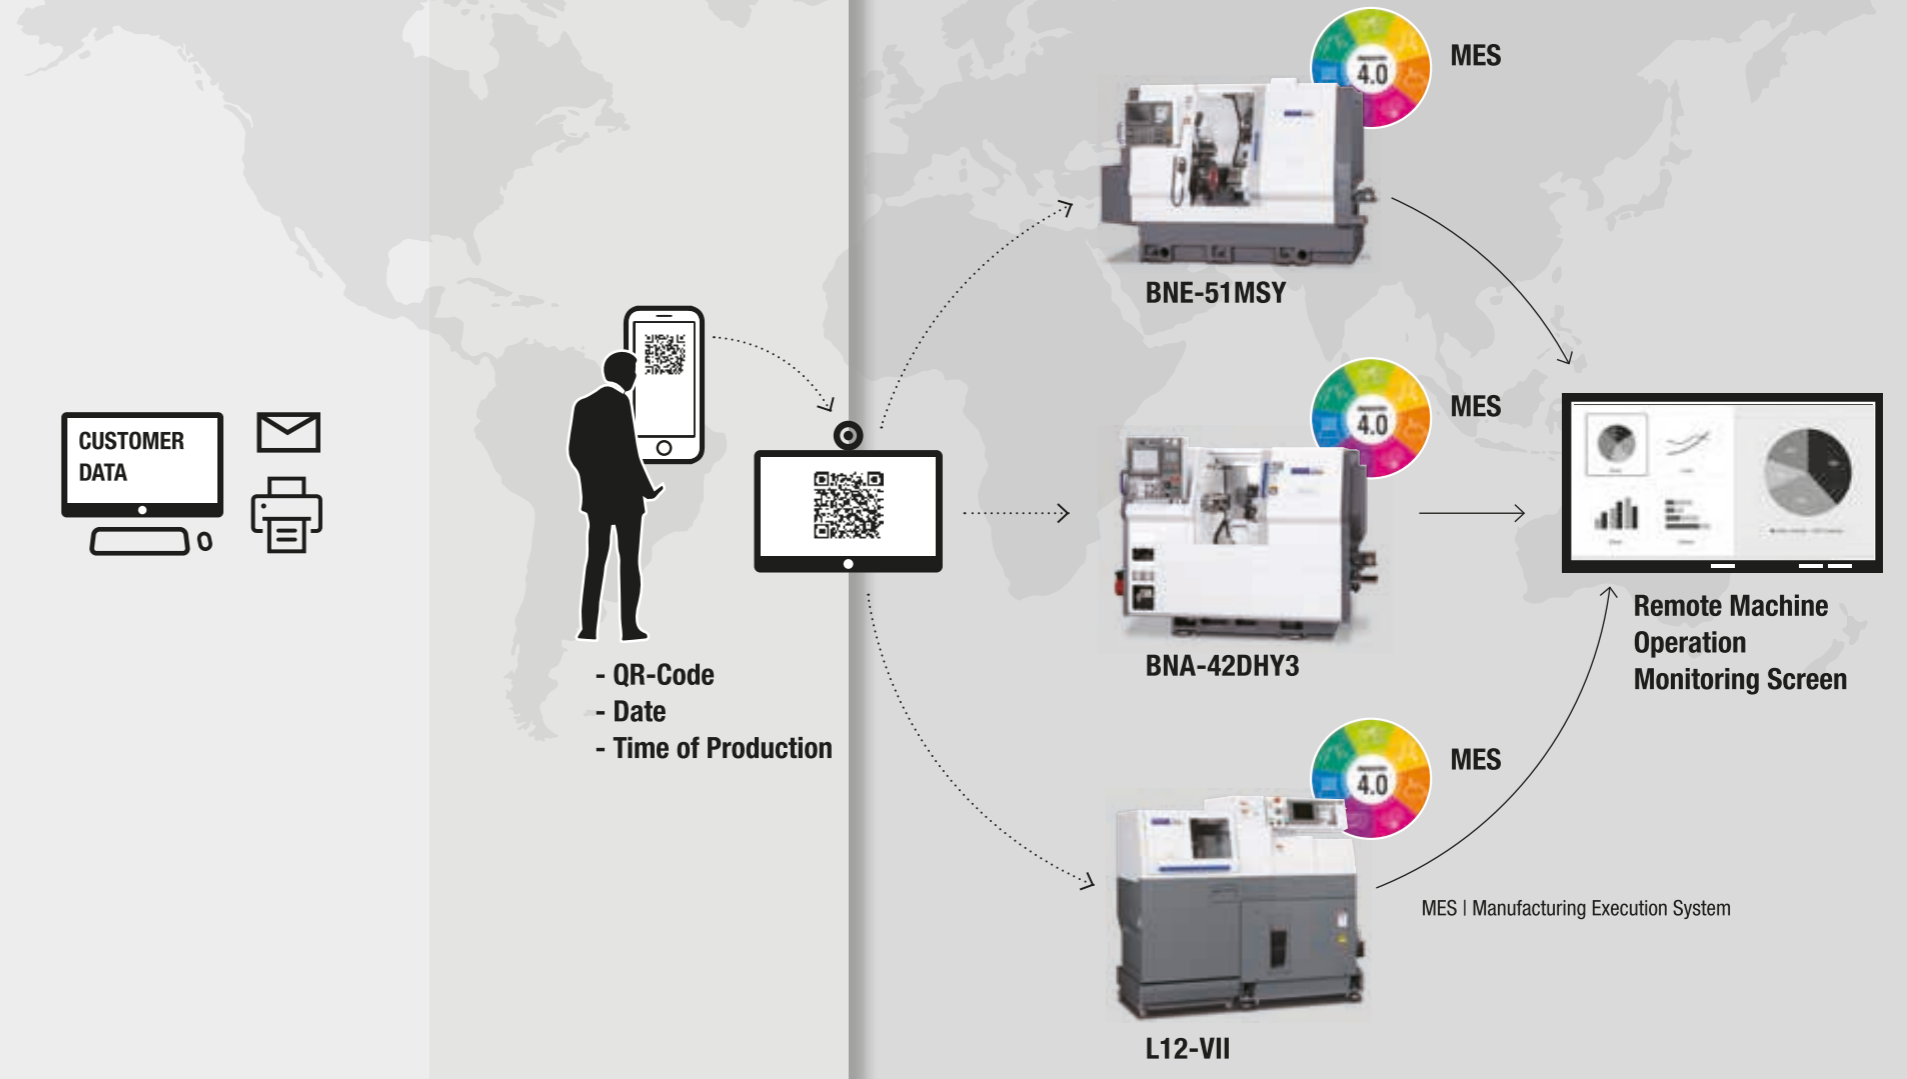 CUSTOMER
DATA
- QR-Code
- Date
- Time of Production
4.0
MES
BNE-51MSY
4.0
MES
BNA-42DHY3
4.0
MES
L12-VII
Remote Machine
Operation
Monitoring Screen
MES | Manufacturing Execution System